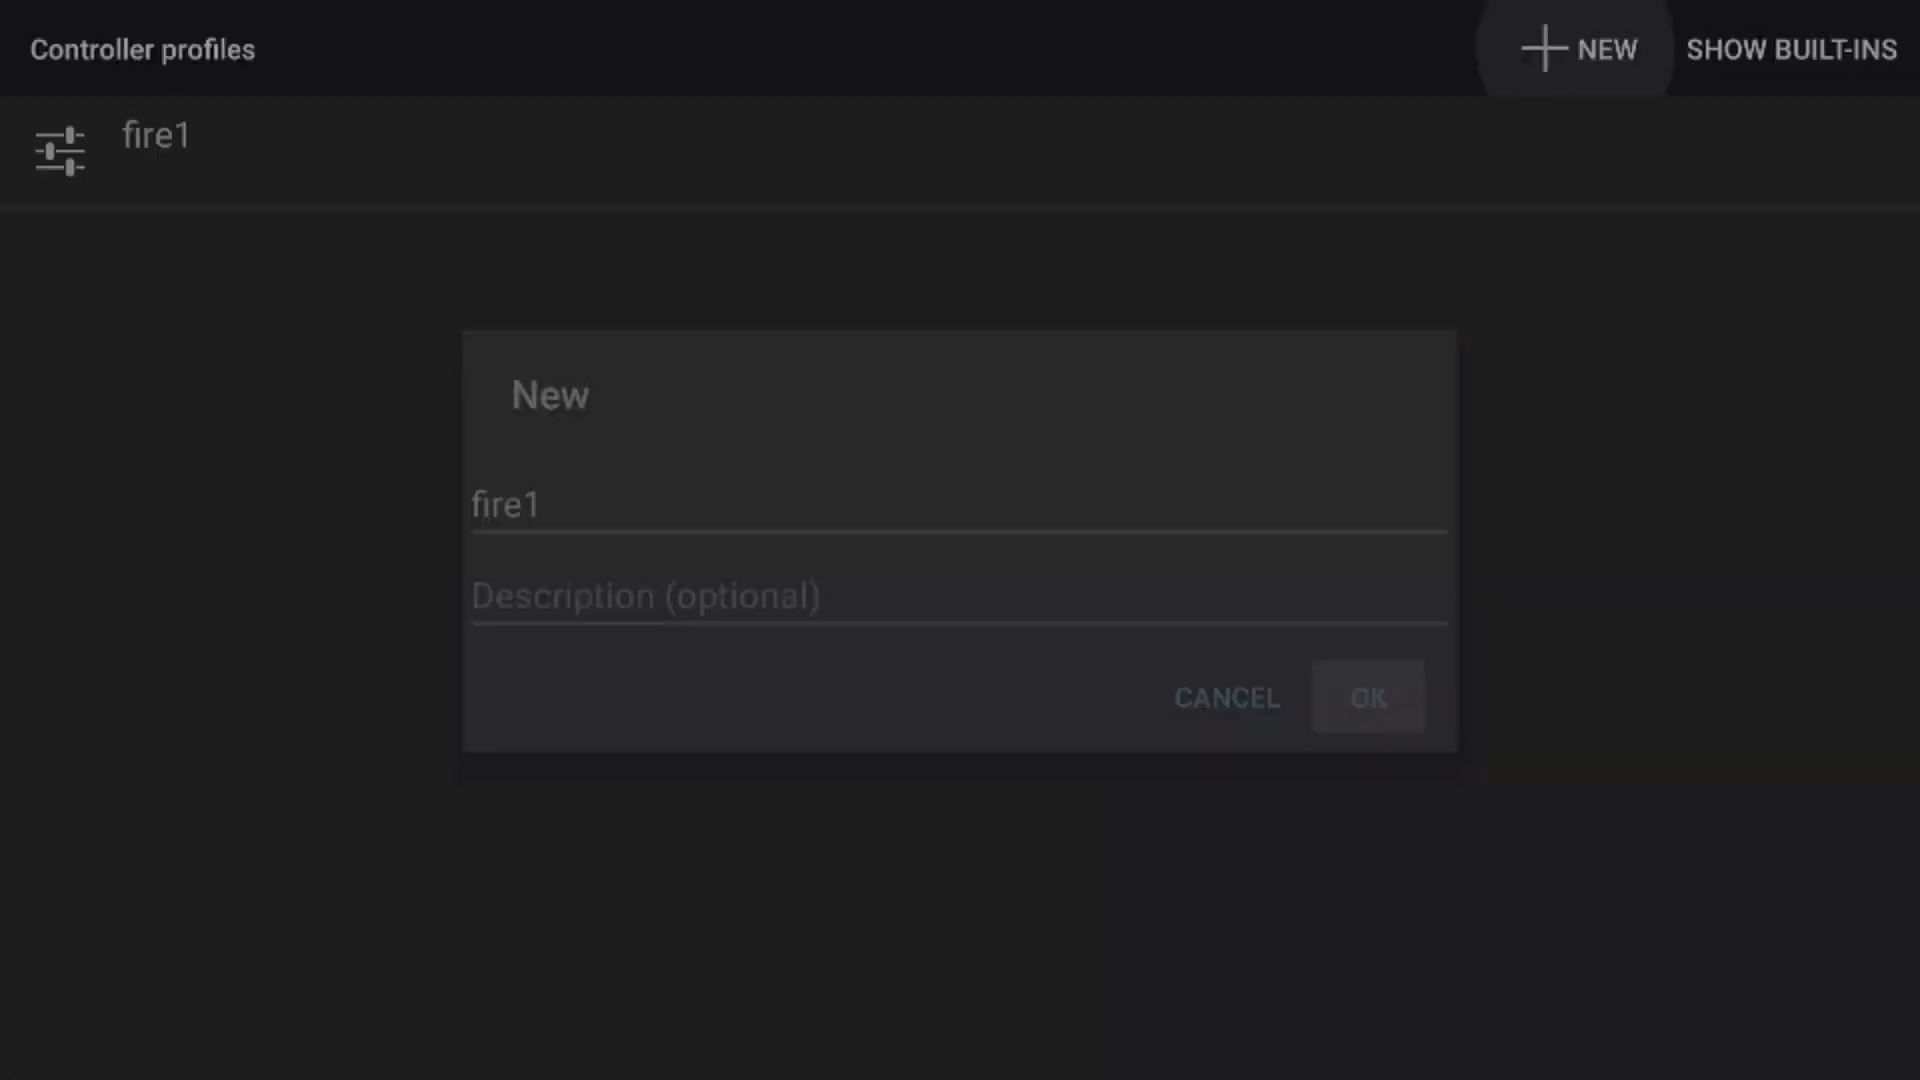 Controller profiles
NEW
SHOW BUILT-INS
fire1
New
fire1
Description (optional)
CANCEL
OK